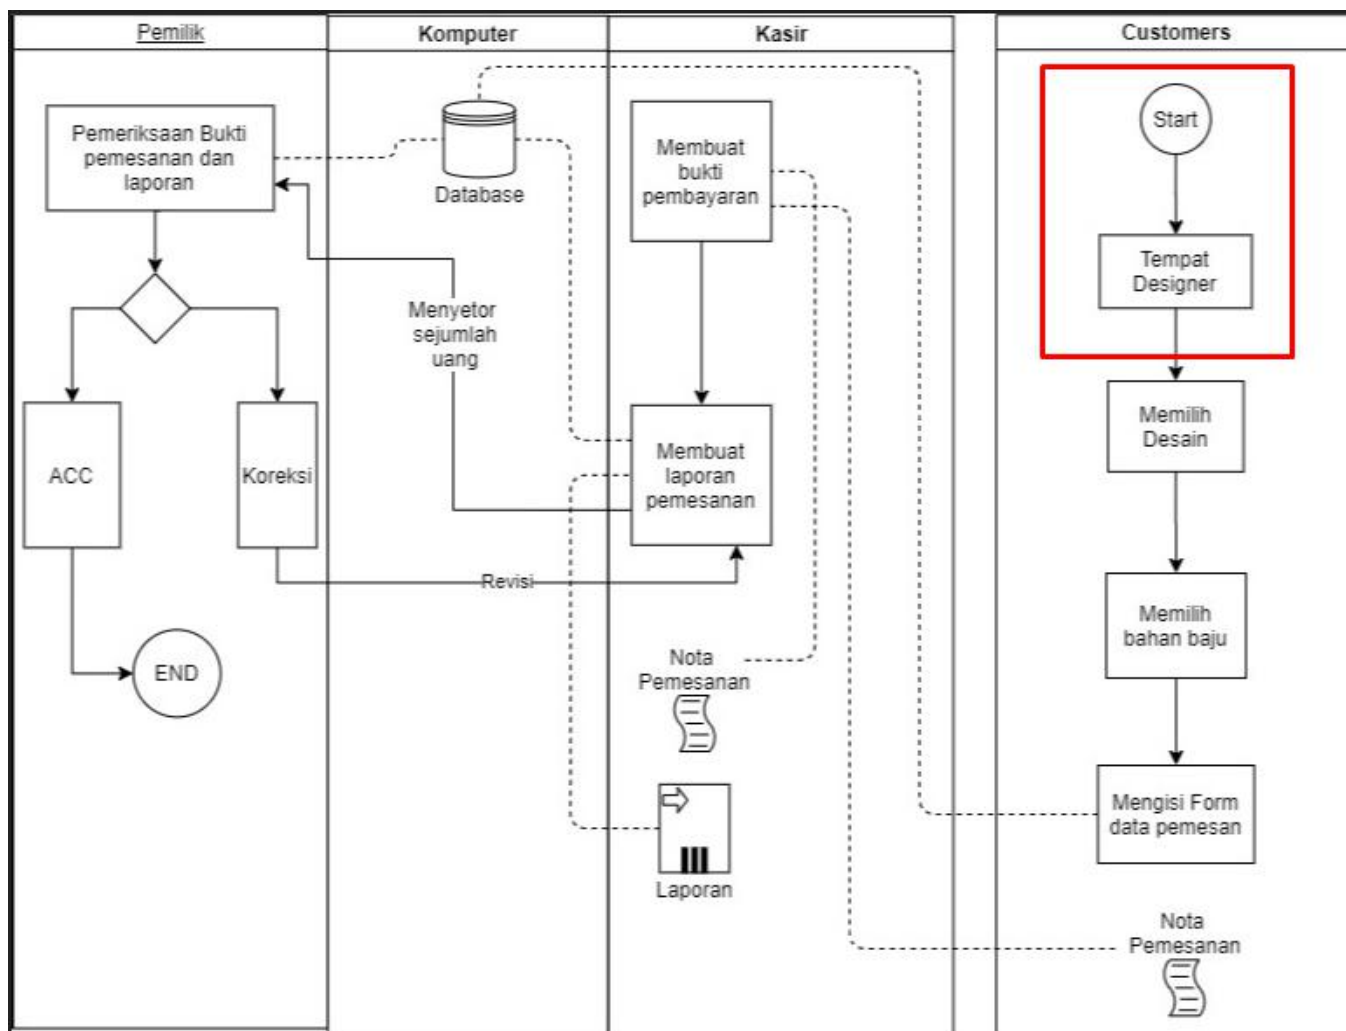 Pemilik
Komputer
Kasir
Customers
Pemeriksaan Bukti
pemesanan dan
laporan
ACC
Koreksi
END
Database
Menyetor
sejumlah
uang
Revisi
Membuat
bukti
pembayaran
Membuat
laporan
pemesanan
Nota
Pemesanan
Laporan
Start
Tempat
Designer
Memilih
Desain
Memilih
bahan baju
Mengisi Form
data pemesan
Nota
Pemesanan